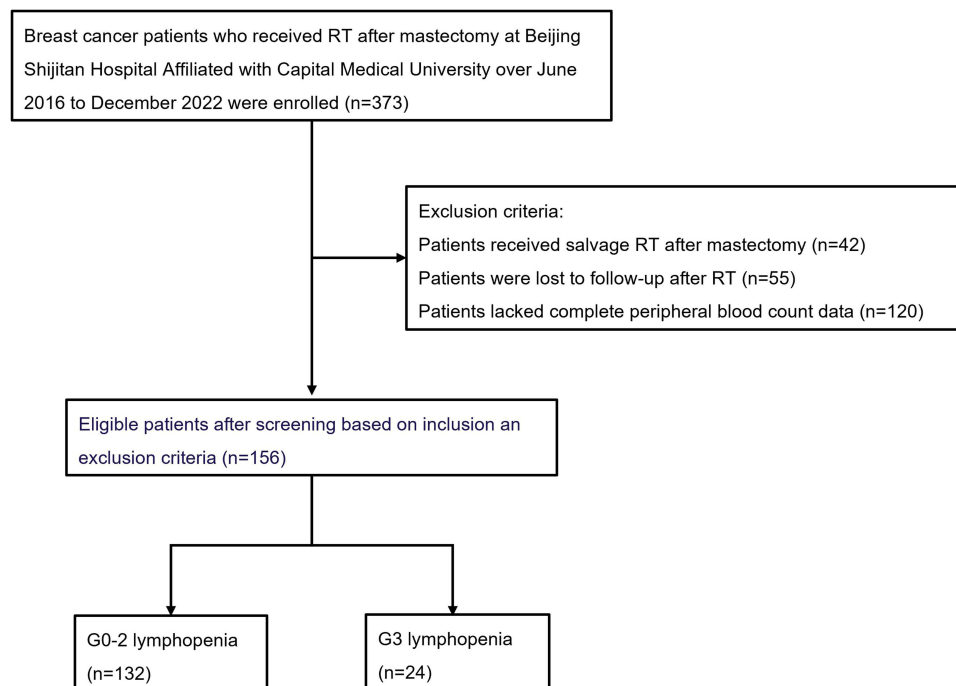 Breast cancer patients who received RT after mastectomy at Beijing
Shijitan Hospital Affiliated with Capital Medical University over June
2016 to December 2022 were enrolled (n=373)
Exclusion criteria:
Patients received salvage RT after mastectomy (n=42)
Patients were lost to follow-up after RT (n=55)
Patients lacked complete peripheral blood count data (n=120)
Eligible patients after screening based on inclusion an
exclusion criteria (n=156)
G0-2 lymphopenia
(n=132)
G3 lymphopenia
(n=24)